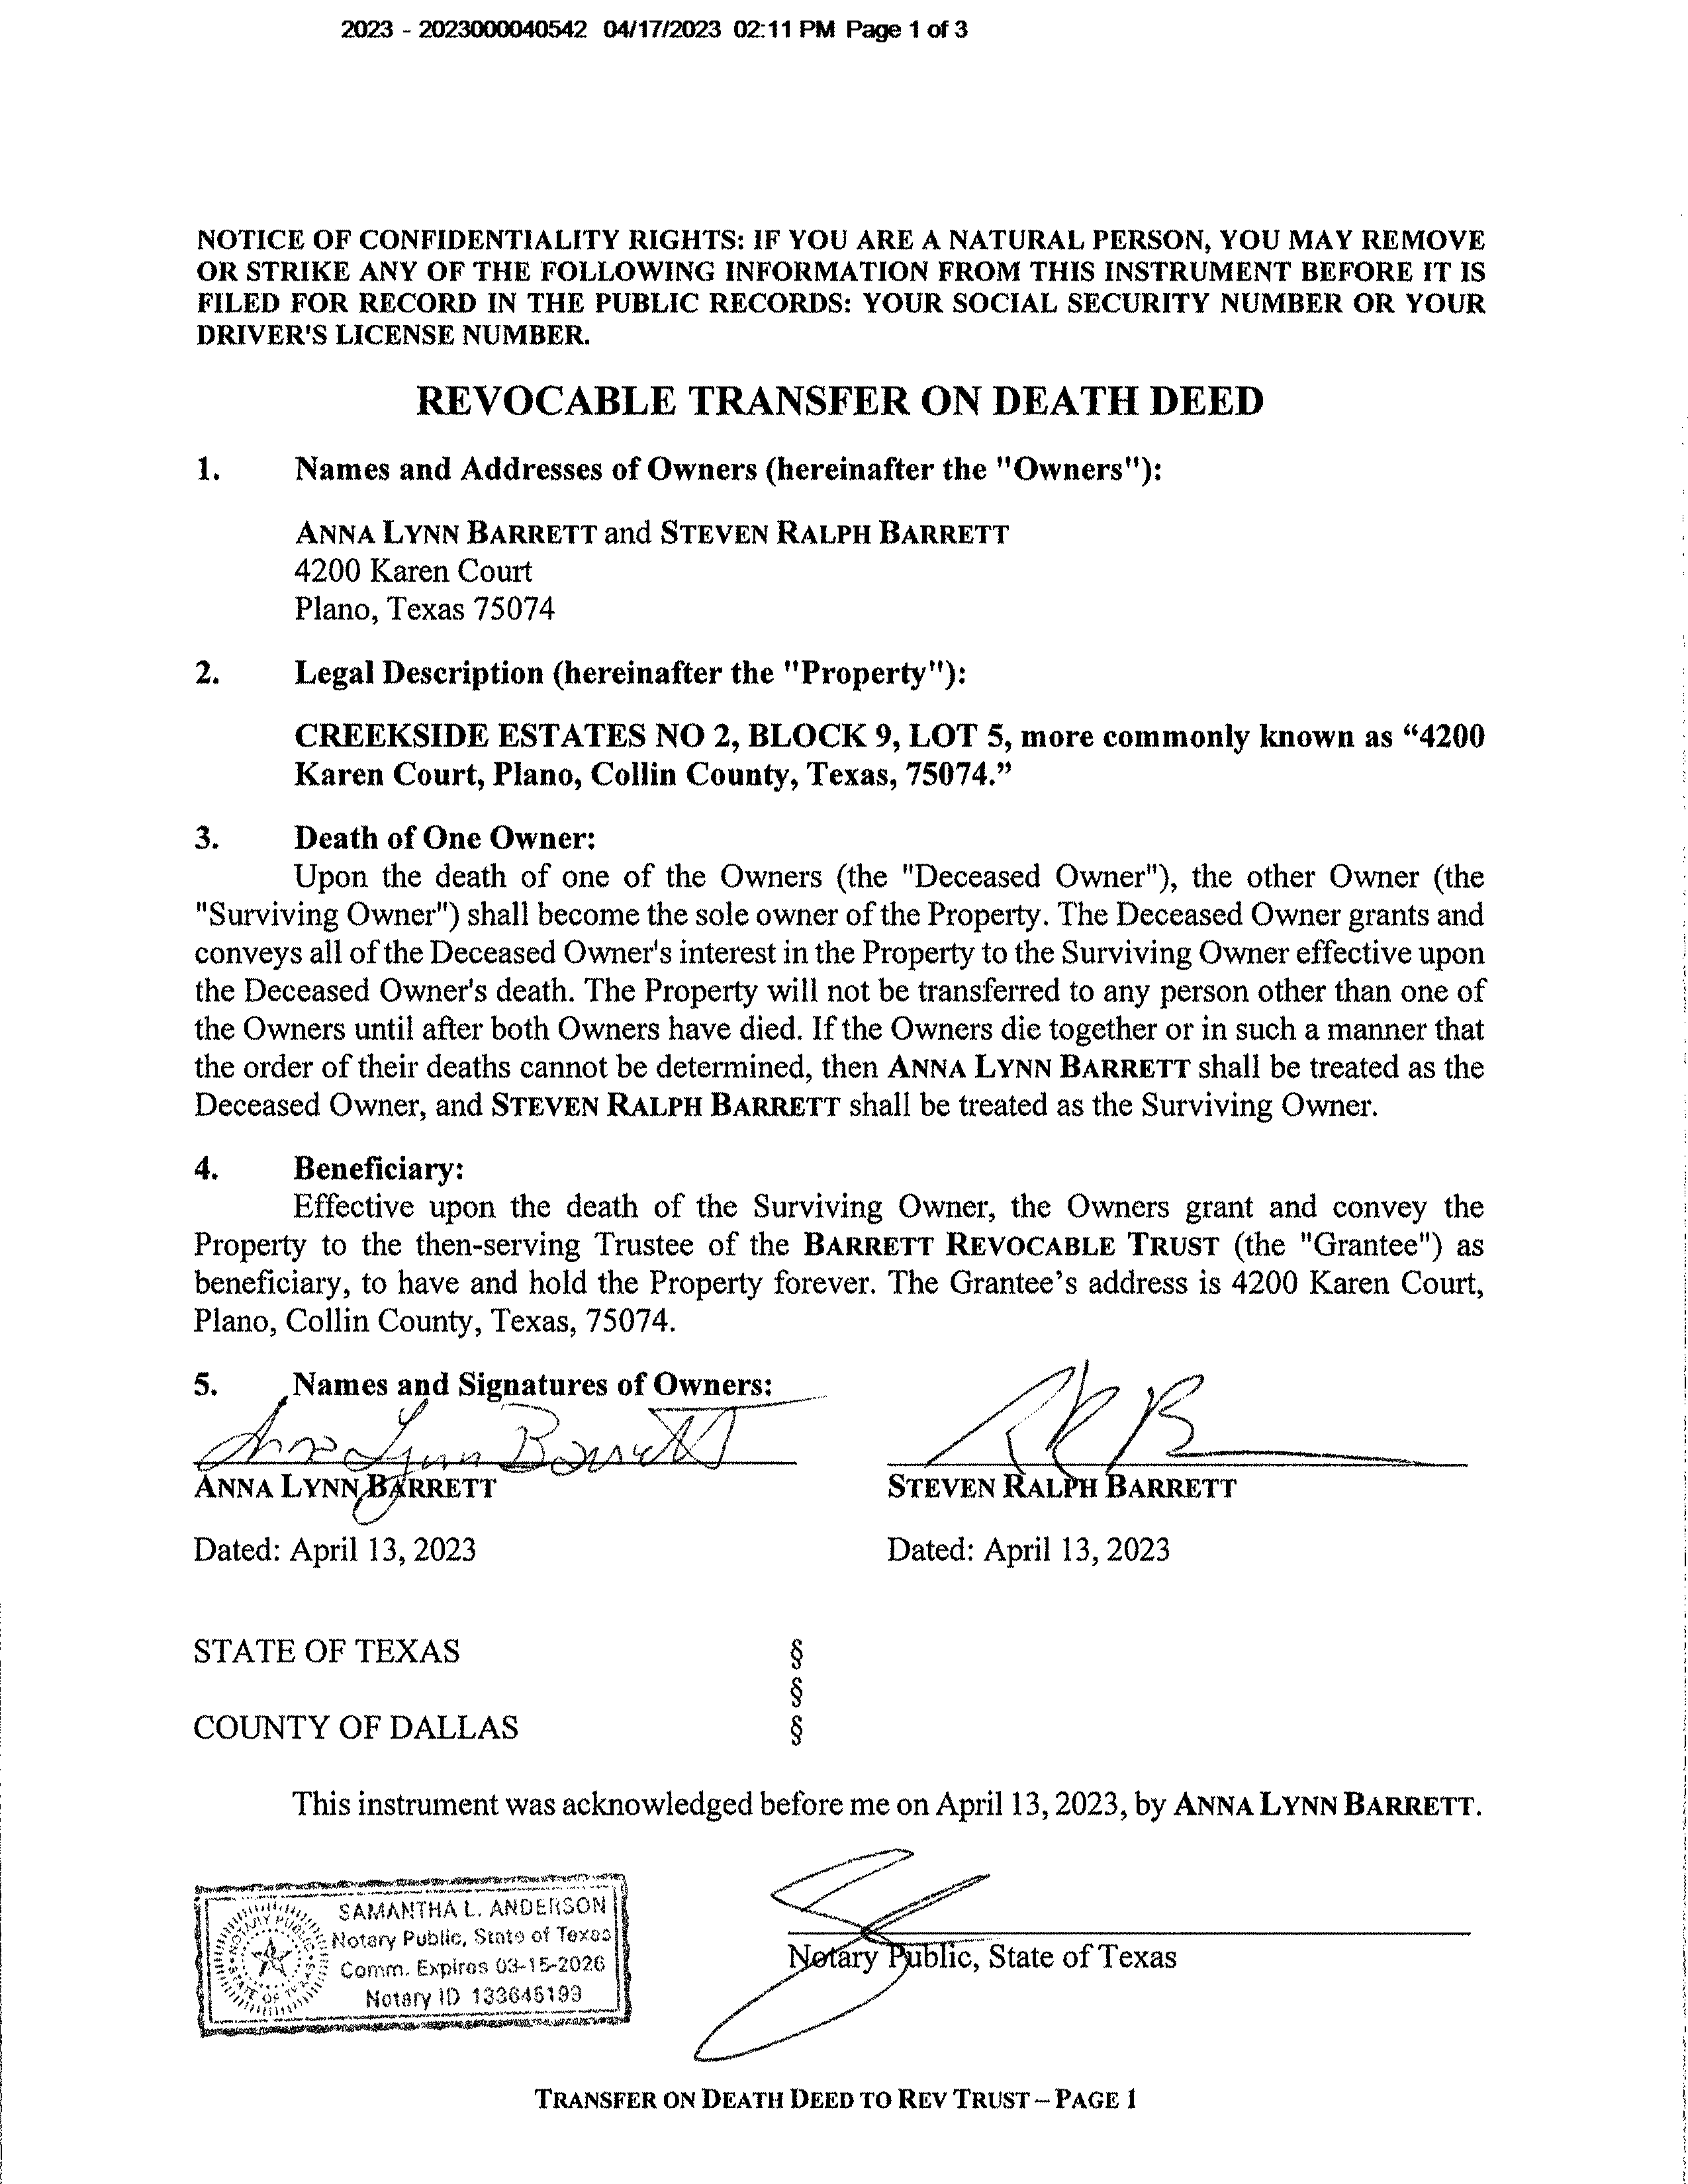 2023 - 2023000040542 04/17/2023 02:11 PM Page 1 of 3
NOTICE OF CONFIDENTIALITY RIGHTS: IF YOU ARE A NATURAL PERSON, YOU MAY REMOVE
OR STRIKE ANY OF THE FOLLOWING INFORMATION FROM THIS INSTRUMENT BEFORE IT IS
FILED FOR RECORD IN THE PUBLIC RECORDS: YOUR SOCIAL SECURITY NUMBER OR YOUR
DRIVER'S LICENSE NUMBER.
REVOCABLE TRANSFER ON DEATH DEED
1. Names and Addresses of Owners (hereinafter the "Owners"):
ANNA LYNN BARRETT and STEVEN RALPH BARRETT
4200 Karen Court
Plano, Texas 75074
2. Legal Description (hereinafter the "Property"):
CREEKSIDE ESTATES NO 2, BLOCK 9, LOT 5, more commonly known as “4200
Karen Court, Plano, Collin County, Texas, 75074.”
3. Death of One Owner:
Upon the death of one of the Owners (the "Deceased Owner"), the other Owner (the
"Surviving Owner") shall become the sole owner of the Property. The Deceased Owner grants and
conveys all of the Deceased Owner's interest in the Property to the Surviving Owner effective upon
the Deceased Owner's death. The Property will not be transferred to any person other than one of
the Owners until after both Owners have died. If the Owners die together or in such a manner that
the order of their deaths cannot be determined, then ANNA LYNN BARRETT shall be treated as the
Deceased Owner, and STEVEN RALPH BARRETT shall be treated as the Surviving Owner.
4. Beneficiary:
Effective upon the death of the Surviving Owner, the Owners grant and convey the
Property to the then-serving Trustee of the BARRETT REVOCABLE TRUST (the "Grantee") as
beneficiary, to have and hold the Property forever. The Grantee’s address is 4200 Karen Court,
Plano, Collin County, Texas, 75074.
5. Names and Signatures of Owners:
Anna Lynn Barrett
ANNA LYNN BARRETT STEVEN RALPH BARRETT
Dated: April 13, 2023 Dated: April 13, 2023
STATE OF TEXAS §
§
COUNTY OF DALLAS §
This instrument was acknowledged before me on April 13, 2023, by ANNA LYNN BARRETT.
SAMANTHA L. ANDERSON
Notary Public, State of Texas
Comm. Expires 03-15-2026
Notary ID 133645193
NOTARY PUBLIC
STATE OF TEXAS
Notary Public, State of Texas
TRANSFER ON DEATH DEED TO REV TRUST – PAGE 1